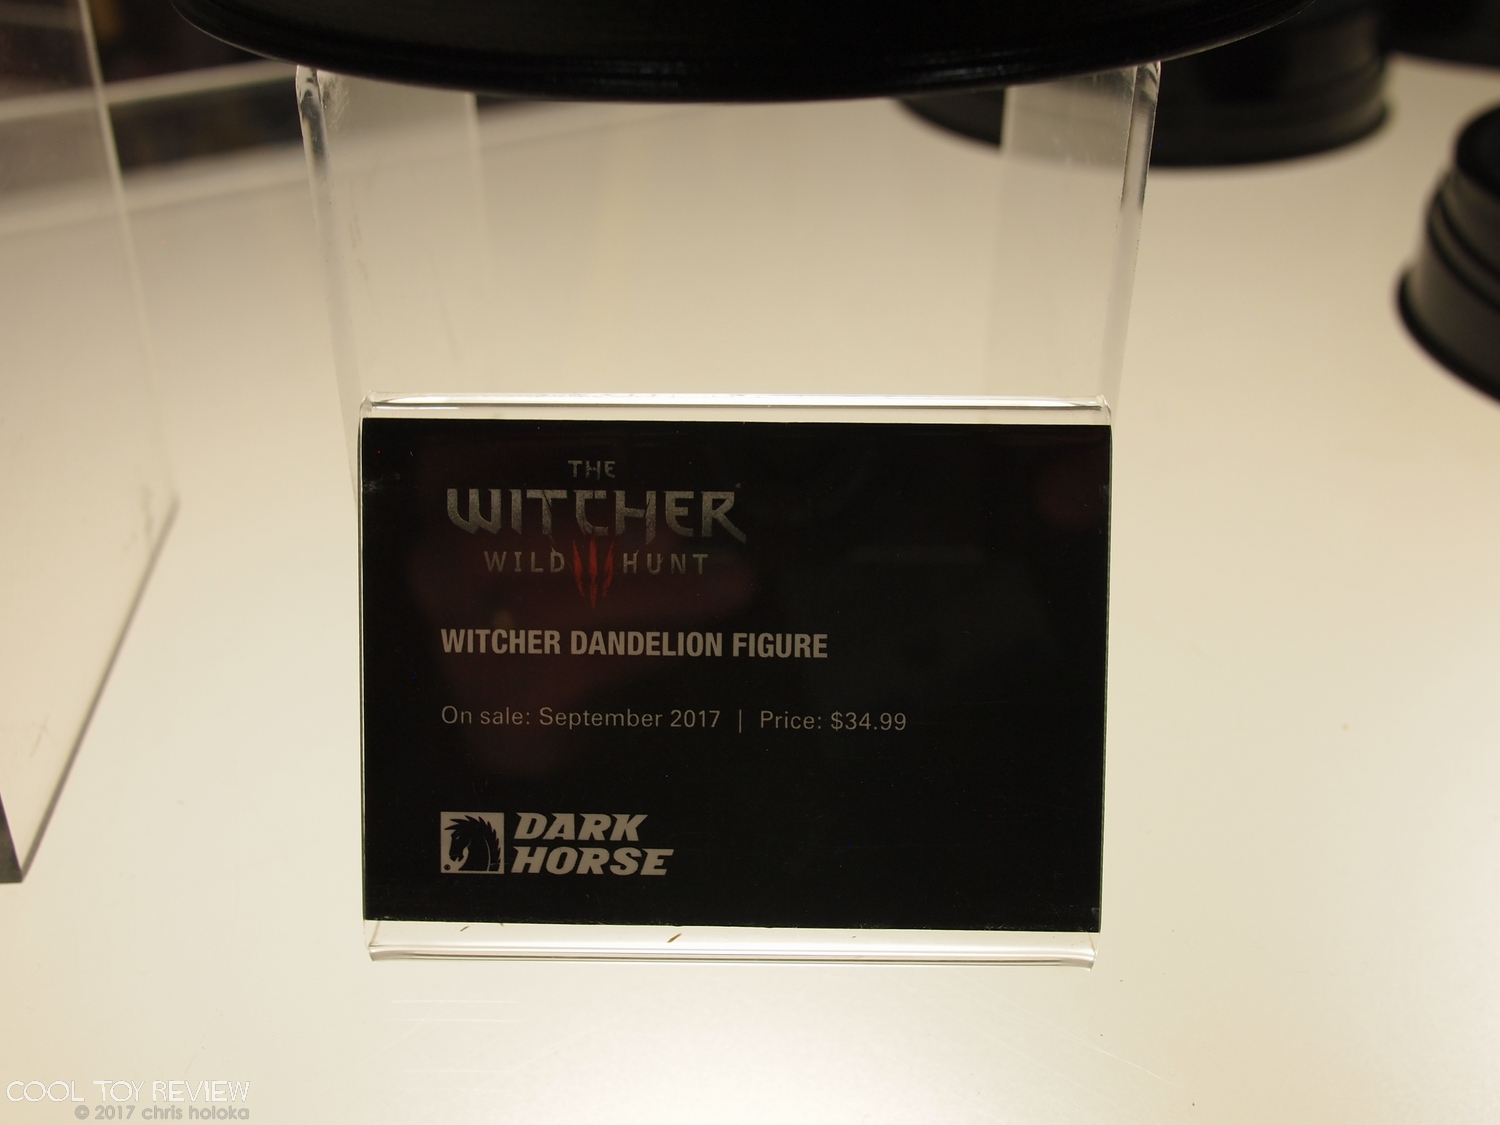 THE
WITCHER
WILD HUNT
WITCHER DANDELION FIGURE
On sale: September 2017 | Price: $34.99
DARK
HORSE
COOL TOY REVIEW
© 2017 chris holoka